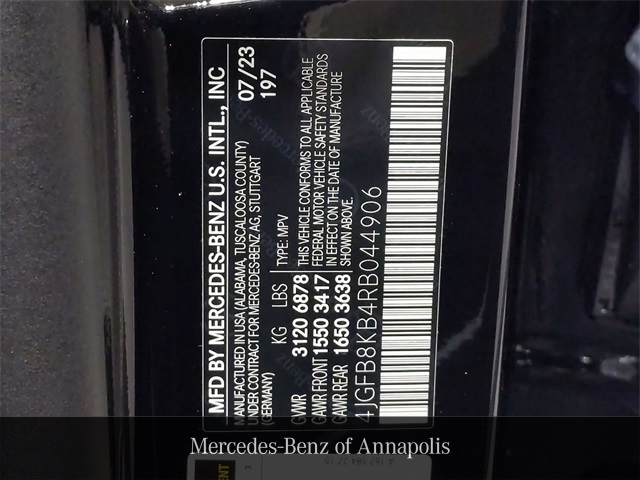 MFD BY MERCEDES-BENZ U.S. INTL., INC
MANUFACTURED IN USA (ALABAMA, TUSCALOOSA COUNTY)
UNDER CONTRACT FOR MERCEDES-BENZ AG, STUTTGART
(GERMANY)
07/23
197
KG LBS TYPE: MPV
GVWR 3120 6878
GAWR FRONT 1550 3417
GAWR REAR 1650 3638
THIS VEHICLE CONFORMS TO ALL APPLICABLE
FEDERAL MOTOR VEHICLE SAFETY STANDARDS
IN EFFECT ON THE DATE OF MANUFACTURE
SHOWN ABOVE.
4JGFB8KB4RB044906
Mercedes-Benz of Annapolis